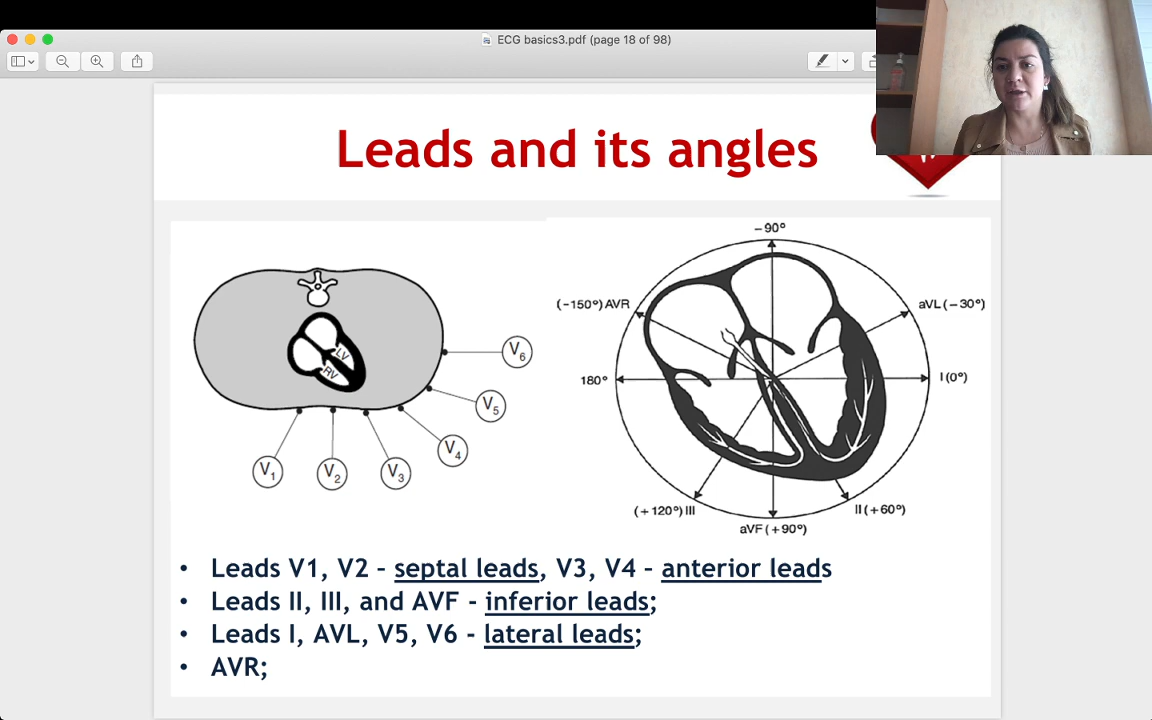 ECG basics3.pdf (page 18 of 98)
Leads and its angles
LV
RV
V6
V5
V4
V3
V2
V1
−90°
(−150°) AVR
aVL (−30°)
180°
I (0°)
(+120°) III
II (+60°)
aVF (+90°)
• Leads V1, V2 – septal leads, V3, V4 – anterior leads
• Leads II, III, and AVF - inferior leads;
• Leads I, AVL, V5, V6 - lateral leads;
• AVR;